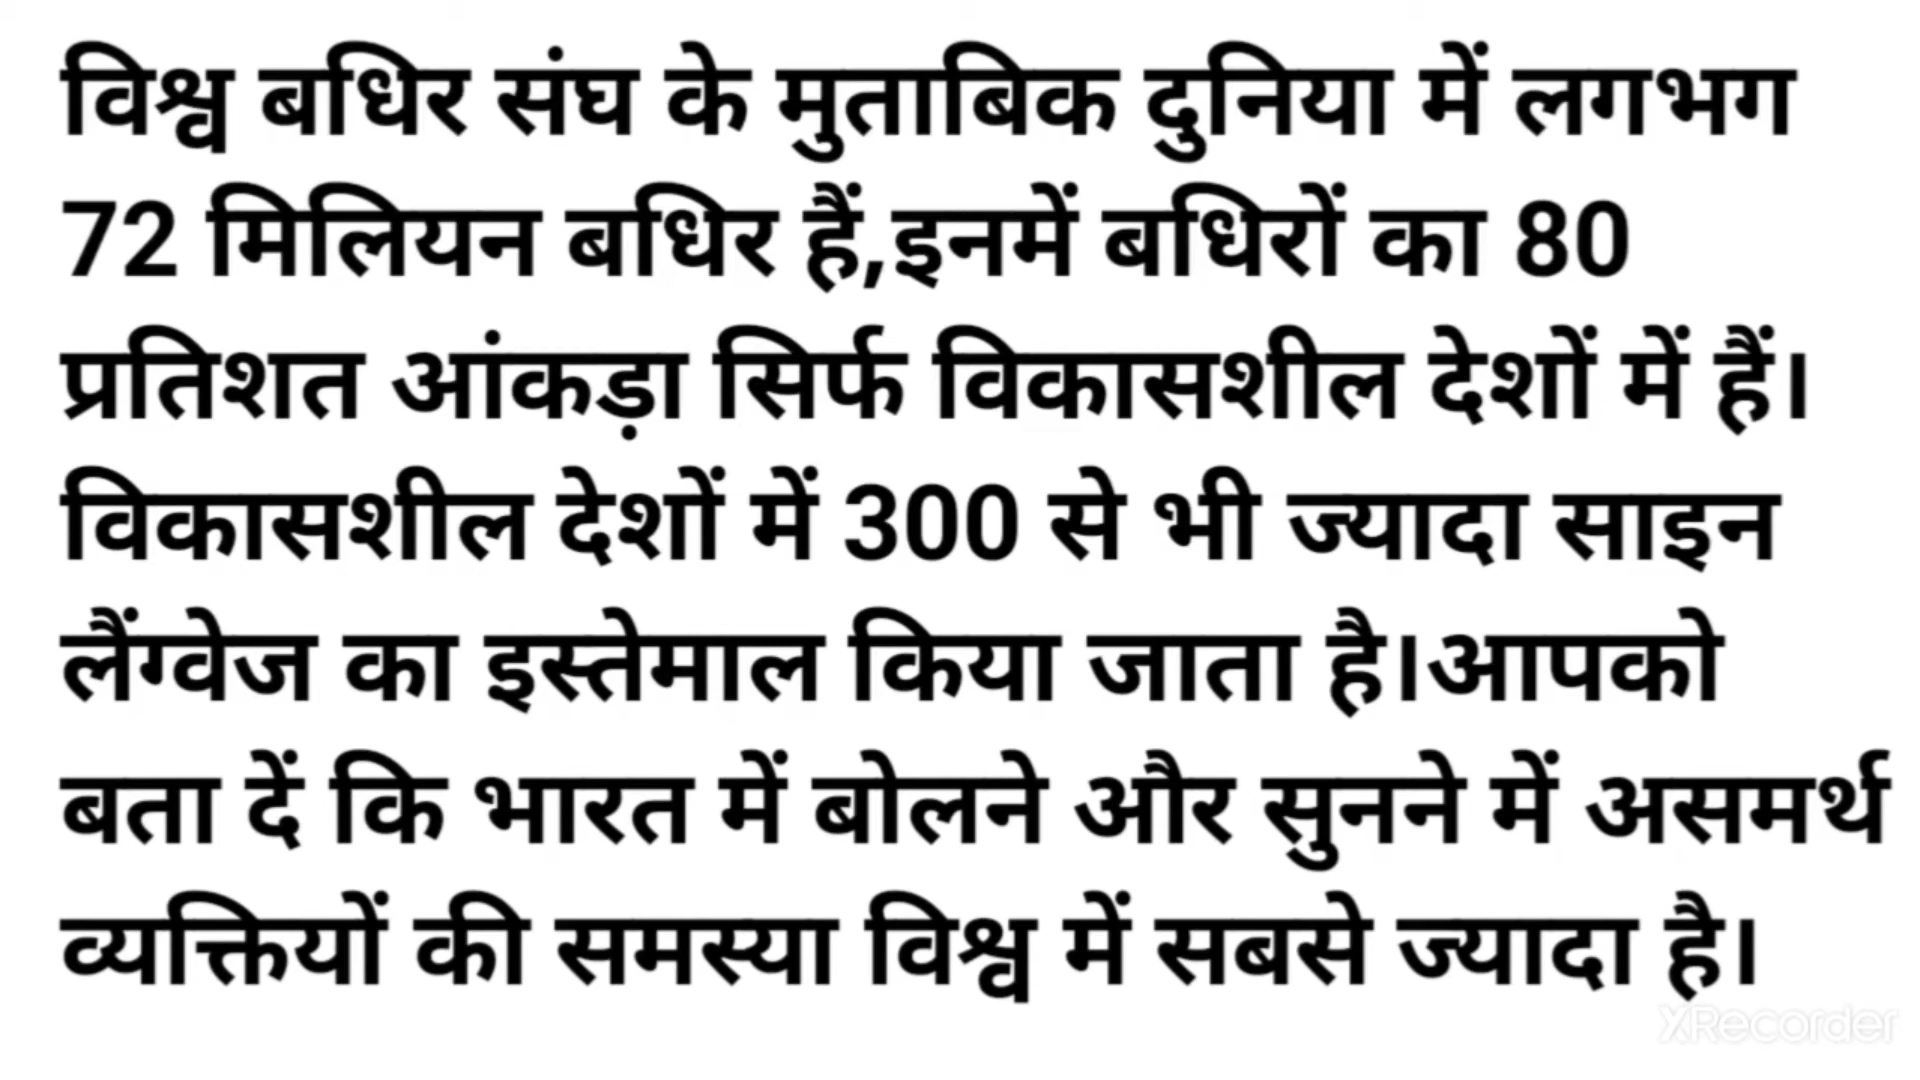 विश्व बधिर संघ के मुताबिक दुनिया में लगभग
72 मिलियन बधिर हैं,इनमें बधिरों का 80
प्रतिशत आंकड़ा सिर्फ विकासशील देशों में हैं।
विकासशील देशों में 300 से भी ज्यादा साइन
लैंग्वेज का इस्तेमाल किया जाता है।आपको
बता दें कि भारत में बोलने और सुनने में असमर्थ
व्यक्तियों की समस्या विश्व में सबसे ज्यादा है।
XRecorder